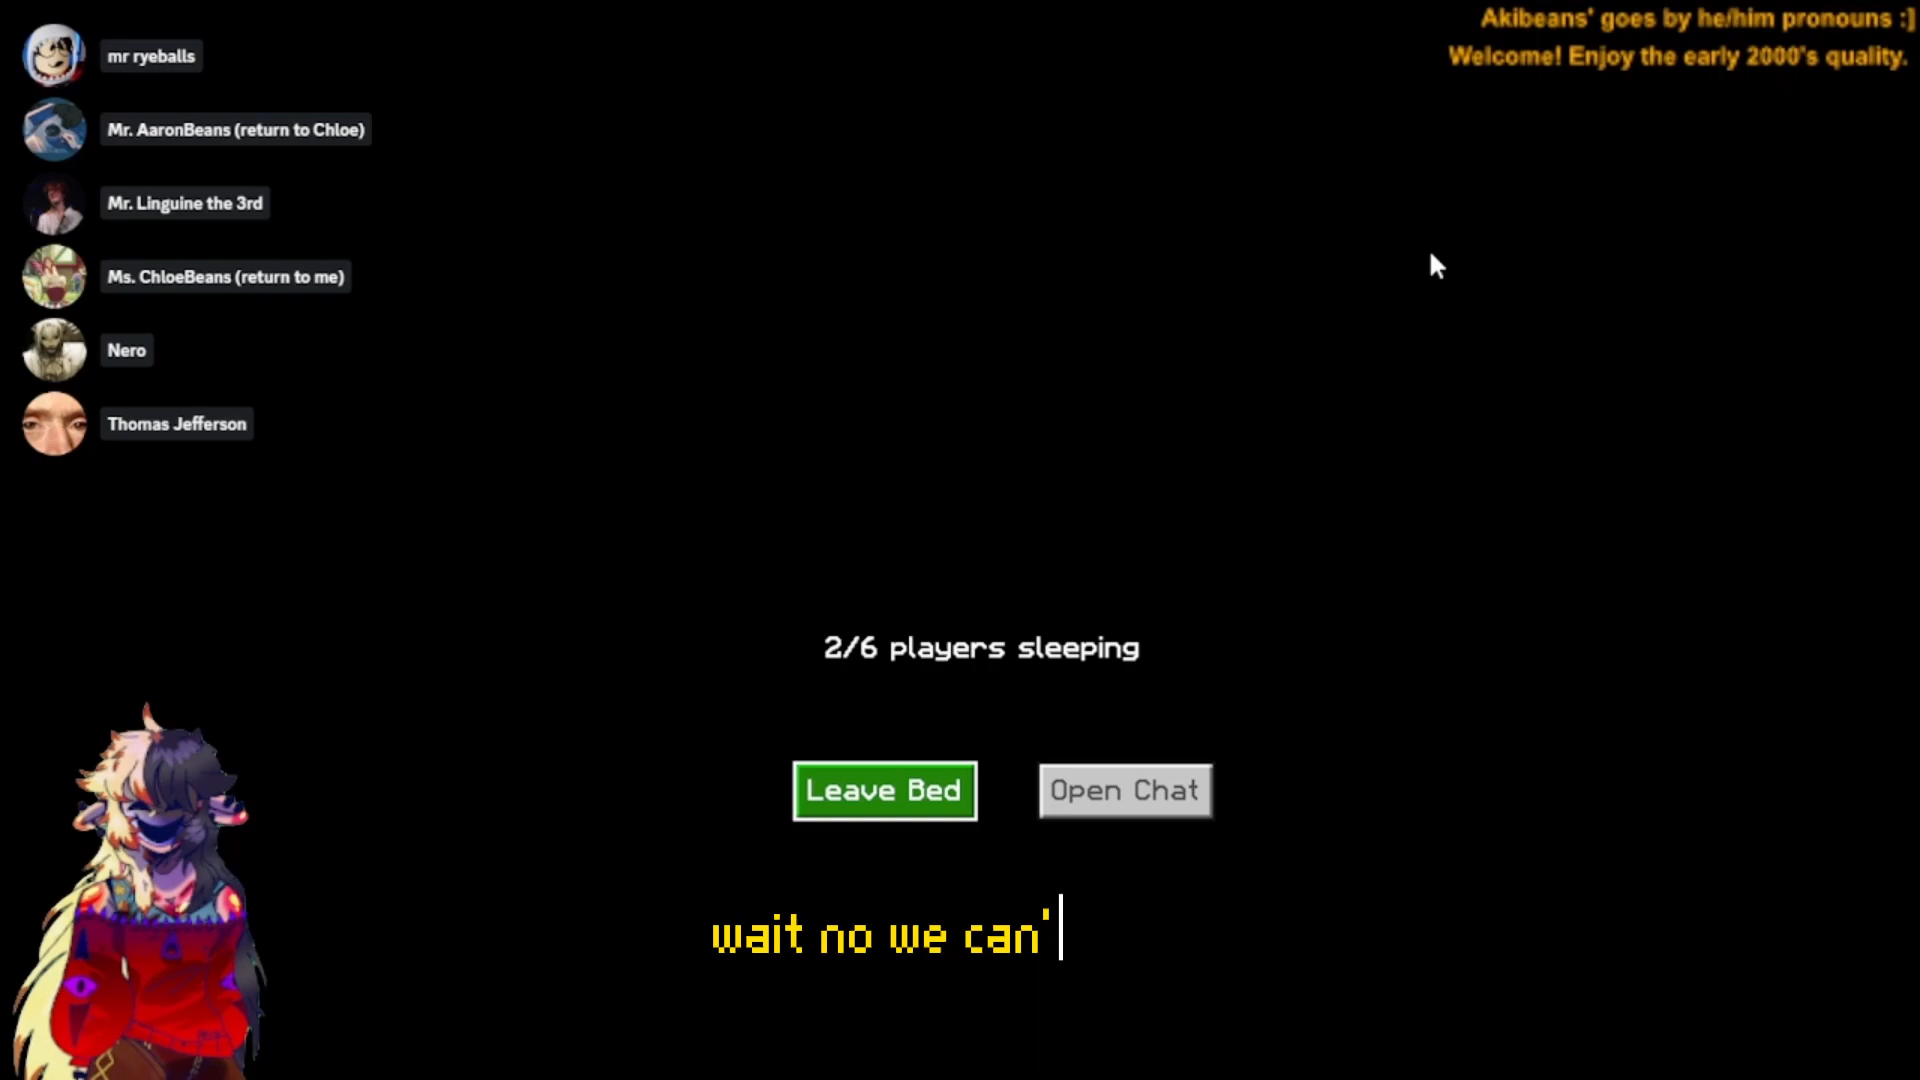 mr ryeballs
Mr. AaronBeans (return to Chloe)
Mr. Linguine the 3rd
Ms. ChloeBeans (return to me)
Nero
Thomas Jefferson
Akibeans' goes by he/him pronouns :]
Welcome! Enjoy the early 2000's quality.
2/6 players sleeping
Leave Bed
Open Chat
wait no we can'